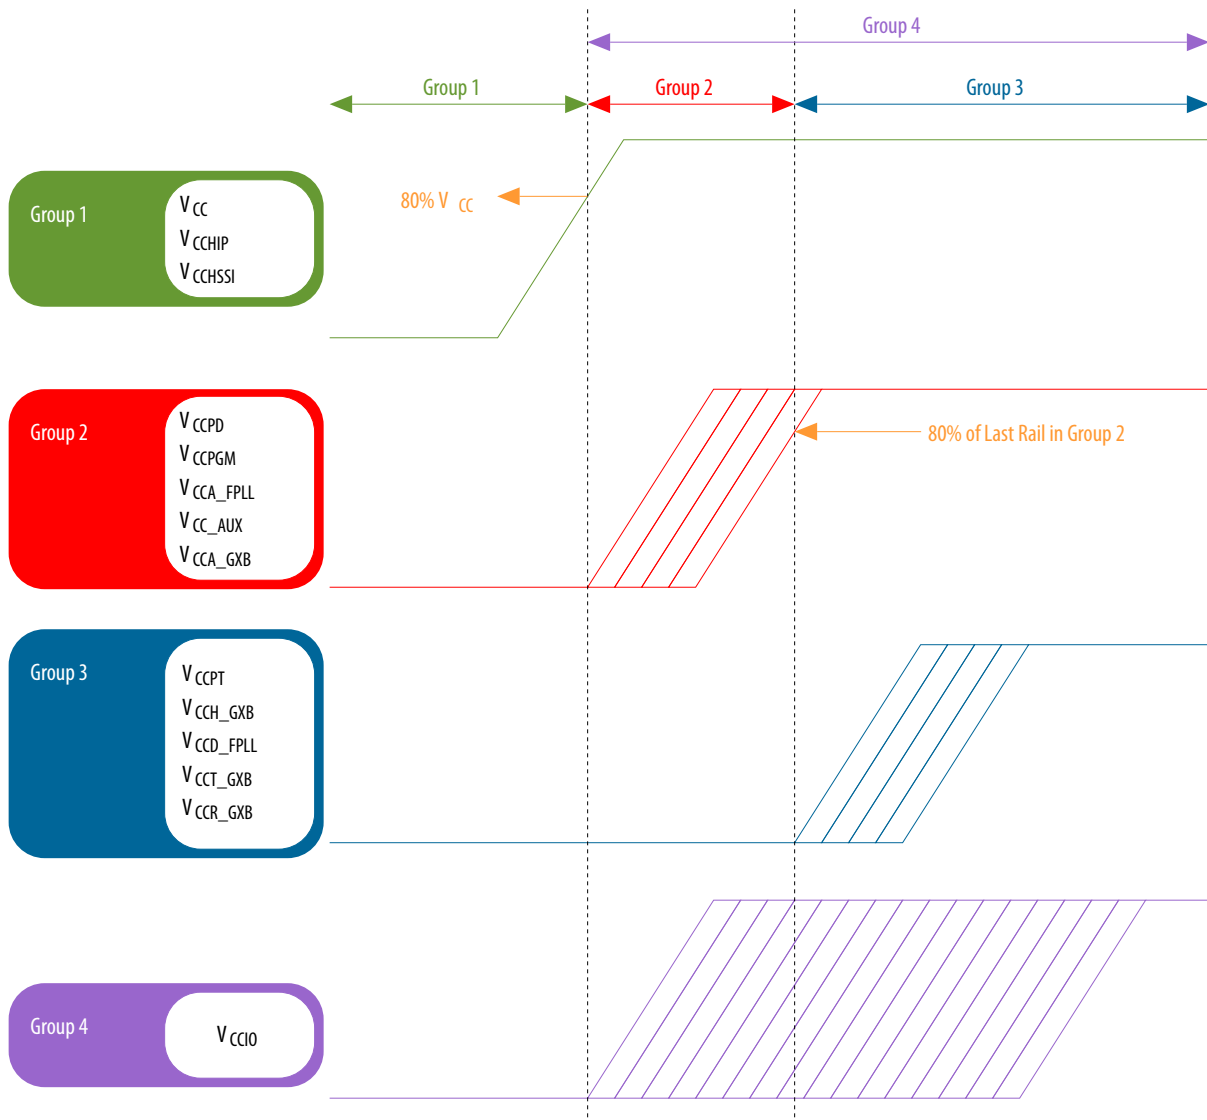 Group 4
Group 1
Group 2
Group 3
80% V CC
Group 1
V CC
V CCHIP
V CCHSSI
Group 2
V CCPD
V CCPGM
V CCA_FPLL
V CC_AUX
V CCA_GXB
80% of Last Rail in Group 2
Group 3
V CCPT
V CCH_GXB
V CCD_FPLL
V CCT_GXB
V CCR_GXB
Group 4
V CCIO